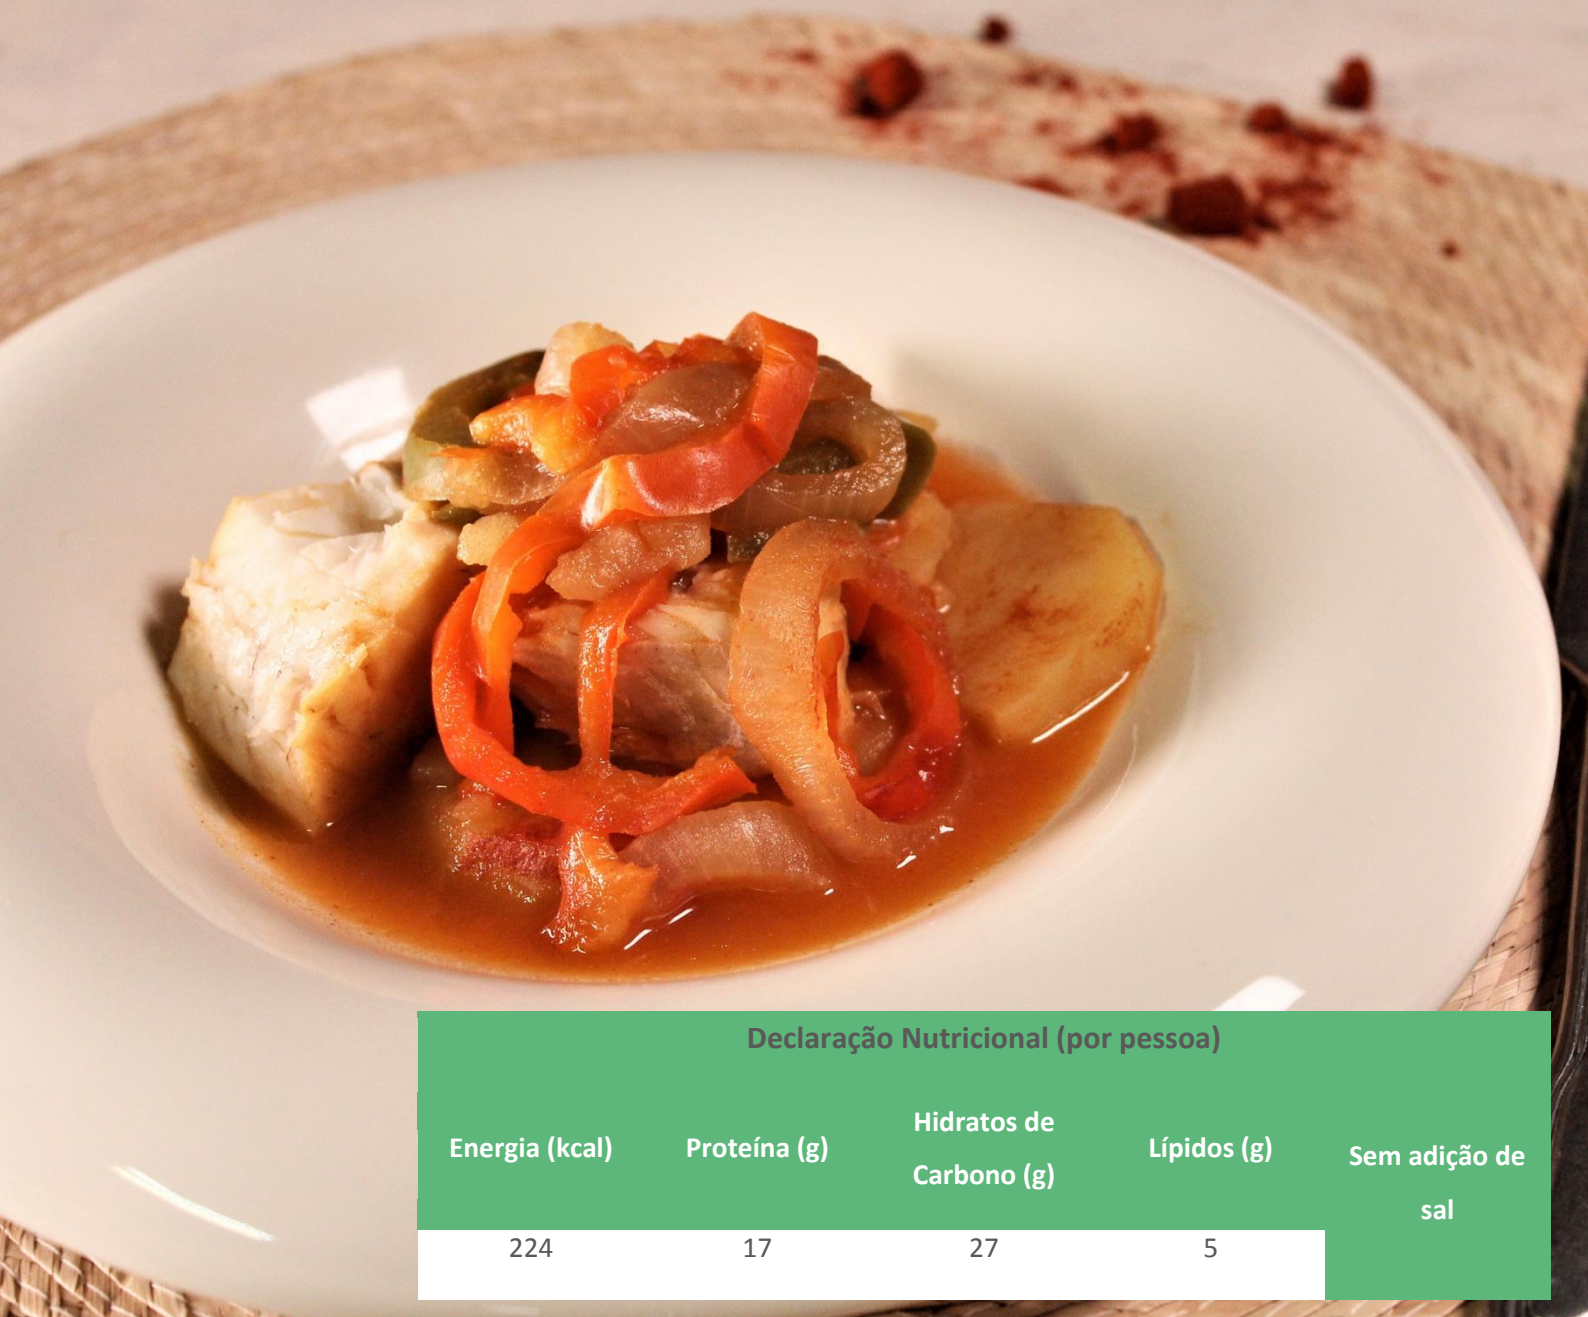 Declaração Nutricional (por pessoa)
Energia (kcal)
Proteína (g)
Hidratos de
Carbono (g)
Lípidos (g)
Sem adição de
sal
224
17
27
5